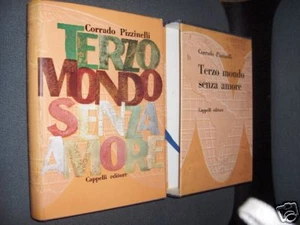 Corrado Pizzinelli
TERZO
MONDO
SENZA
AMORE
Cappelli editore
Corrado Pizzinelli
Terzo mondo
senza amore
Cappelli editore